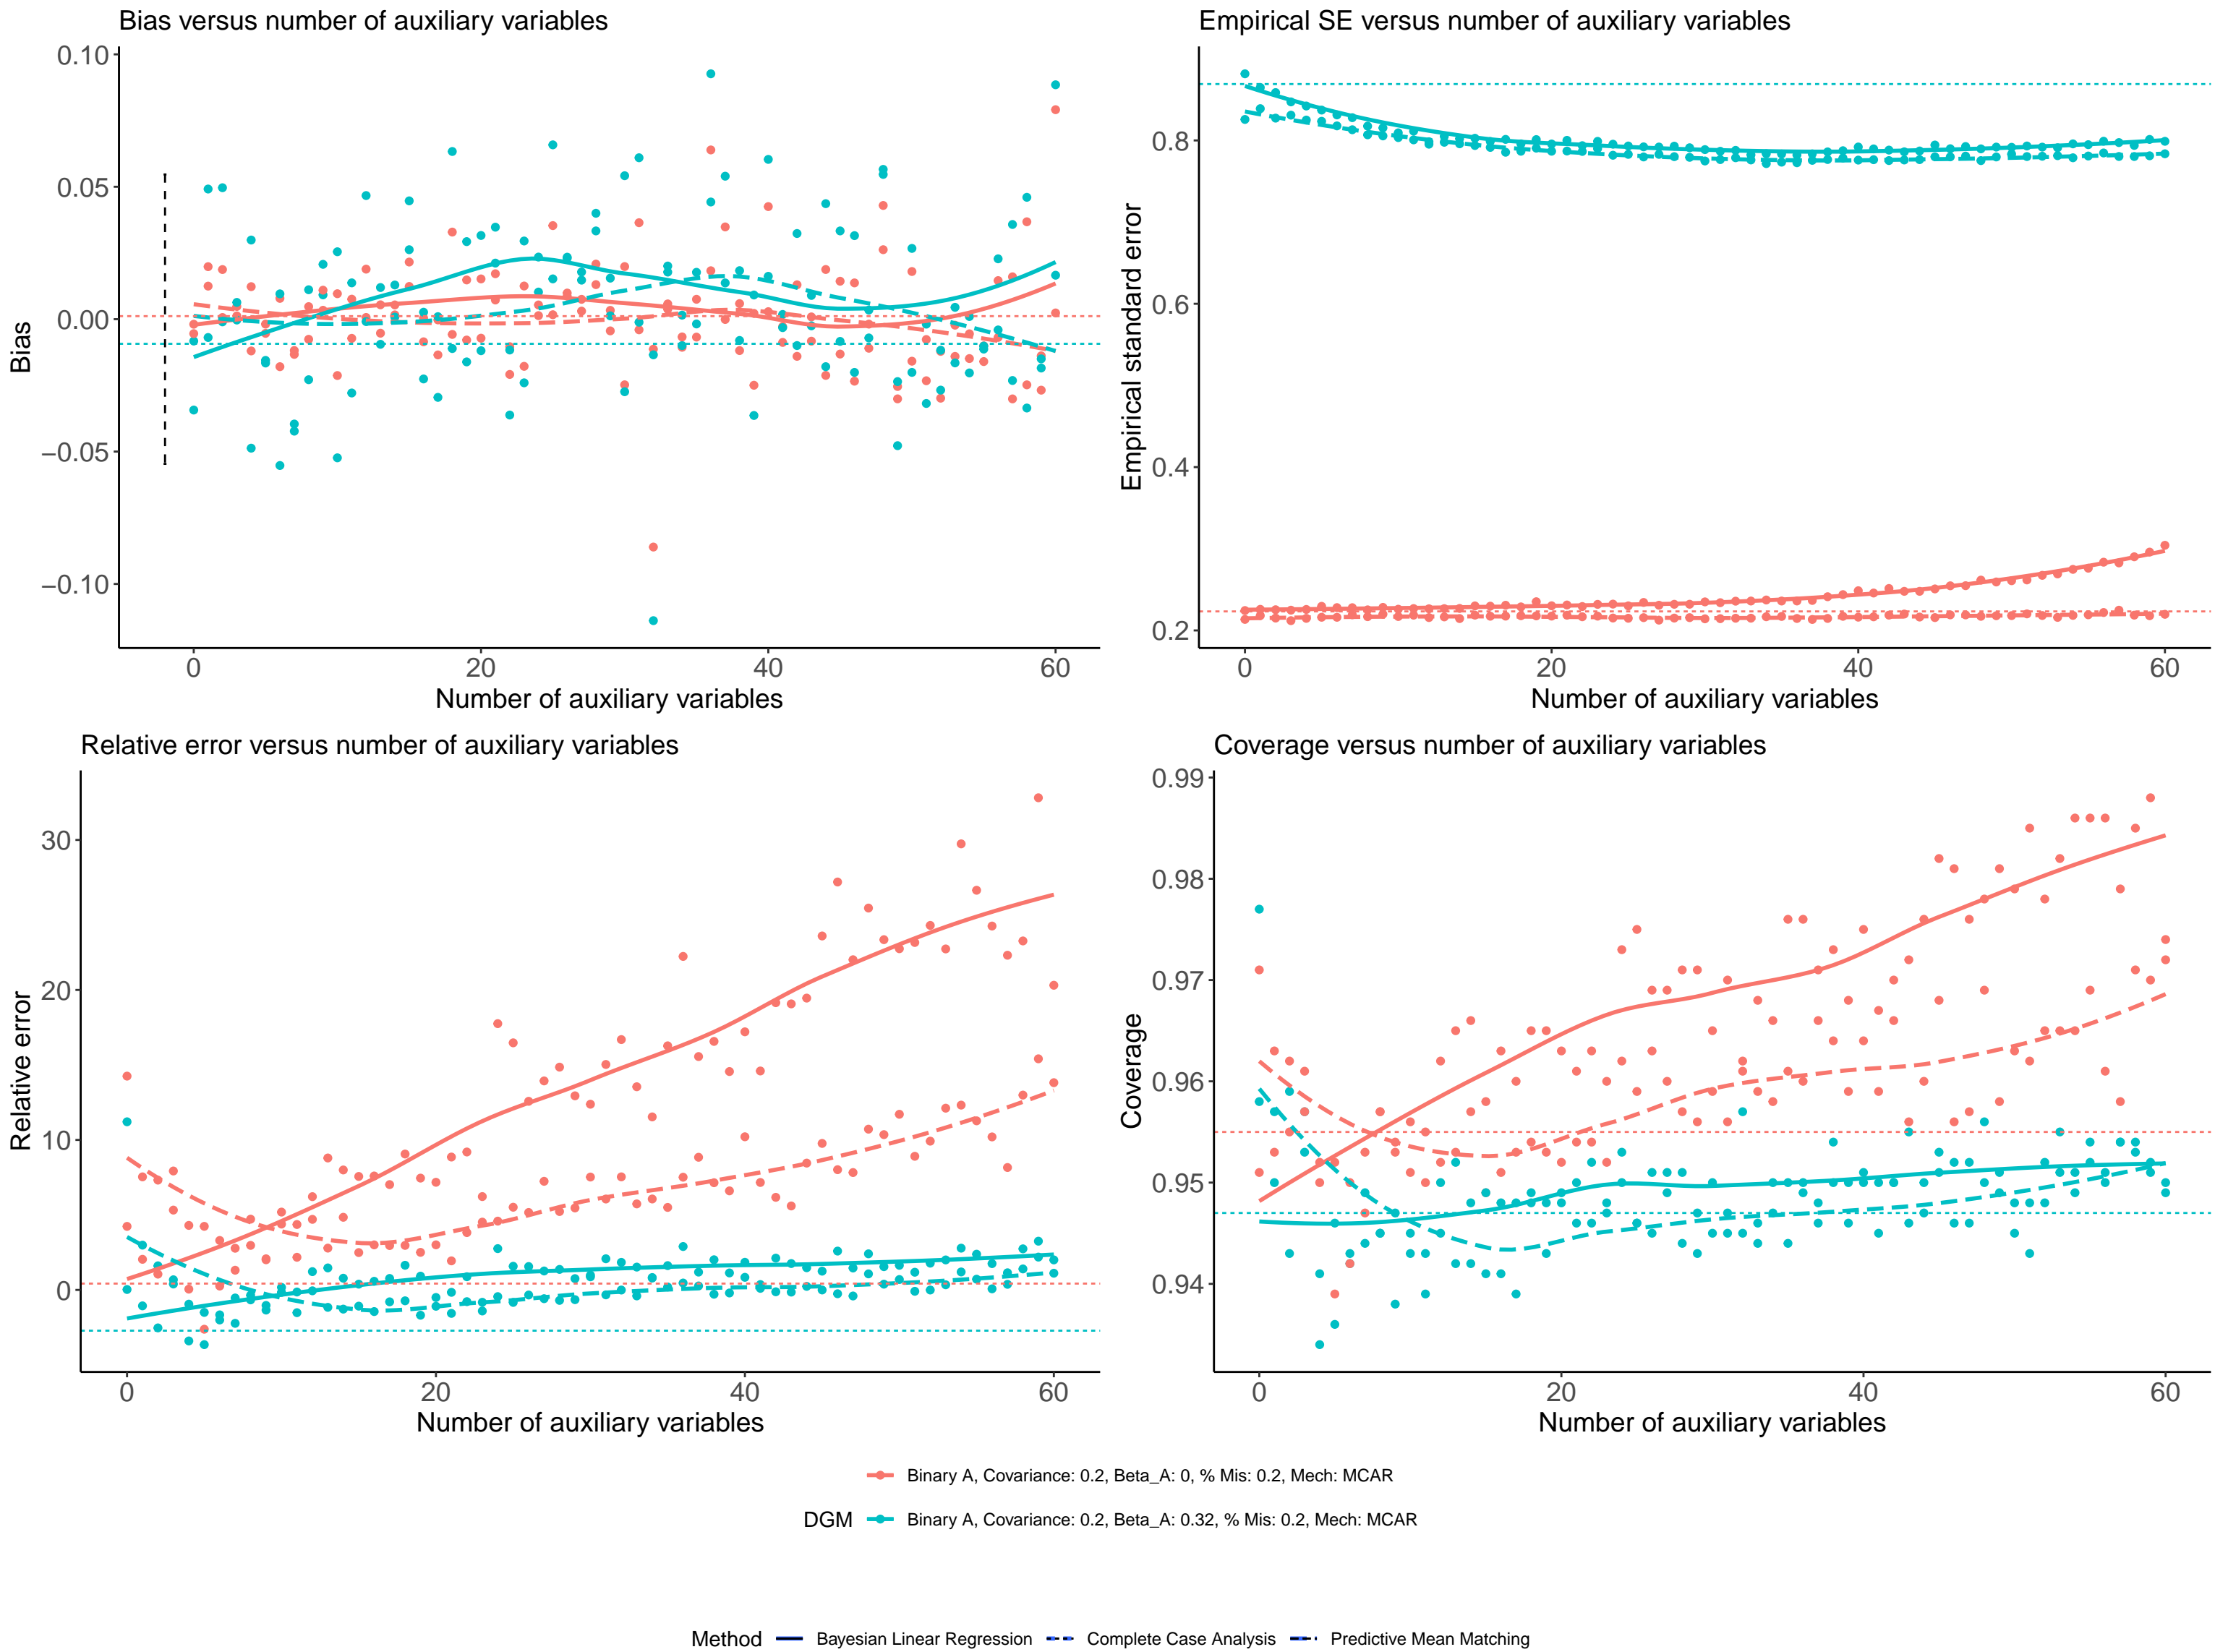 Bias versus number of auxiliary variables
0.10
0.05
0.00
−0.05
−0.10
Bias
0 20 40 60
Number of auxiliary variables
Empirical SE versus number of auxiliary variables
0.8
0.6
0.4
0.2
Empirical standard error
0 20 40 60
Number of auxiliary variables
Relative error versus number of auxiliary variables
30
20
10
0
Relative error
0 20 40 60
Number of auxiliary variables
Coverage versus number of auxiliary variables
0.99
0.98
0.97
0.96
0.95
0.94
Coverage
0 20 40 60
Number of auxiliary variables
Binary A, Covariance: 0.2, Beta_A: 0, % Mis: 0.2, Mech: MCAR
DGM Binary A, Covariance: 0.2, Beta_A: 0.32, % Mis: 0.2, Mech: MCAR
Method Bayesian Linear Regression Complete Case Analysis Predictive Mean Matching